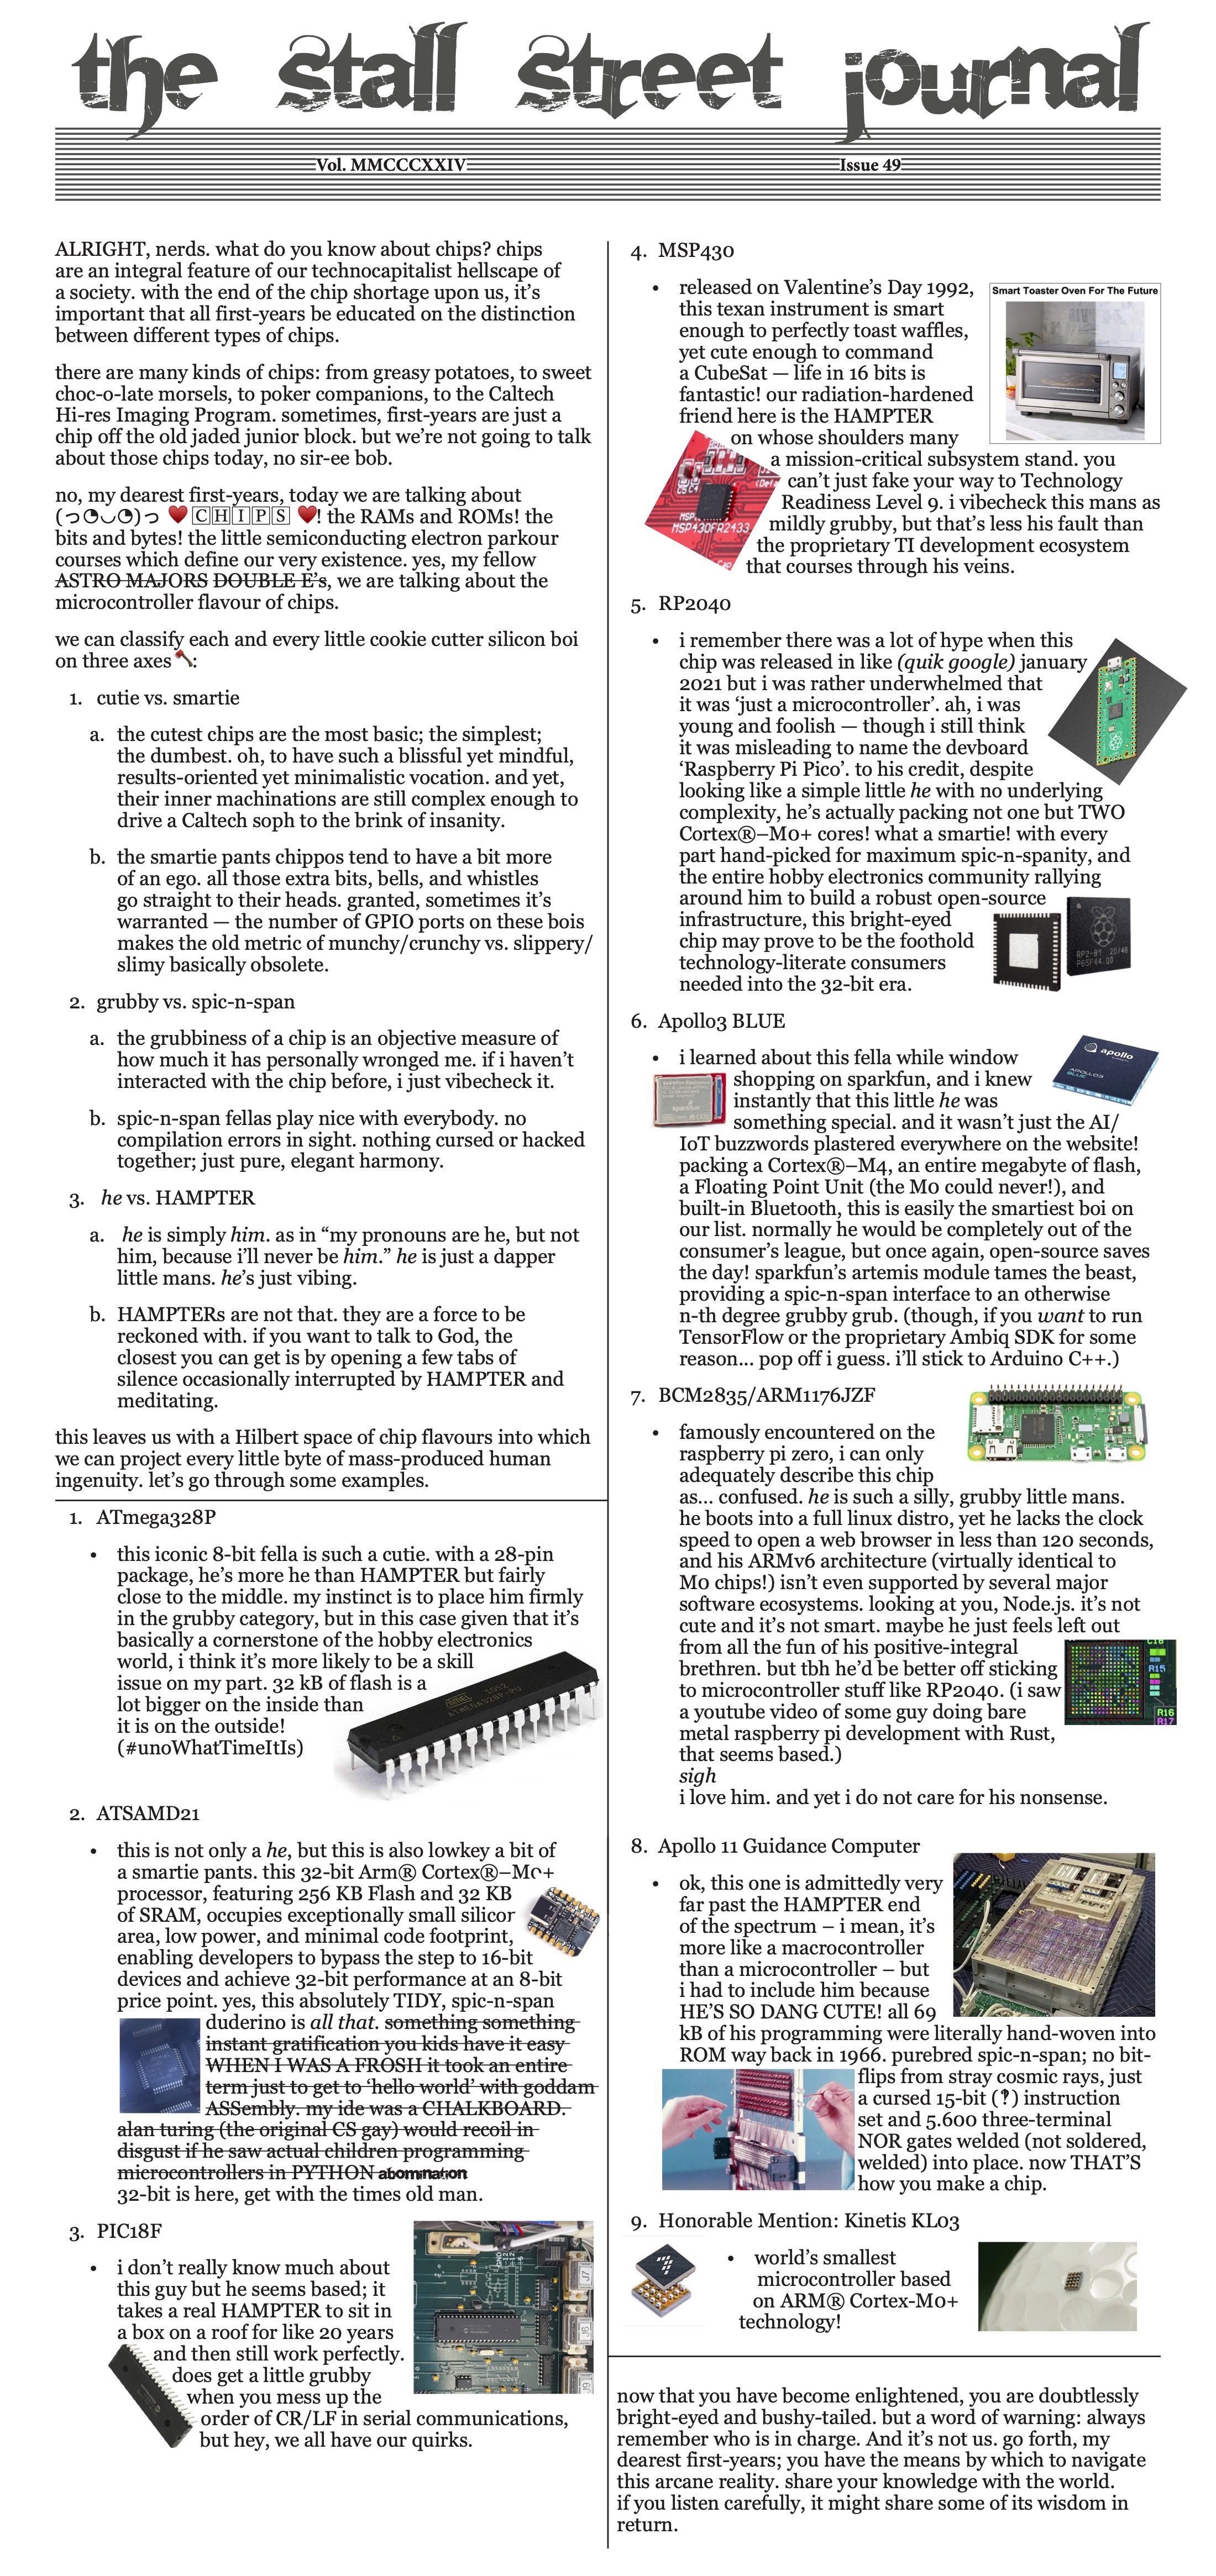 the stall street journal
Vol. MMCCCXXIV
Issue 49
ALRIGHT, nerds. what do you know about chips? chips
are an integral feature of our technocapitalist hellscape of
a society. with the end of the chip shortage upon us, it’s
important that all first-years be educated on the distinction
between different types of chips.
there are many kinds of chips: from greasy potatoes, to sweet
choc-o-late morsels, to poker companions, to the Caltech
Hi-res Imaging Program. sometimes, first-years are just a
chip off the old jaded junior block. but we’re not going to talk
about those chips today, no sir-ee bob.
no, my dearest first-years, today we are talking about
(っ◔◡◔)っ ♥ CHIPS ♥! the RAMs and ROMs! the
bits and bytes! the little semiconducting electron parkour
courses which define our very existence. yes, my fellow
ASTRO MAJORS DOUBLE E’s, we are talking about the
microcontroller flavour of chips.
we can classify each and every little cookie cutter silicon boi
on three axes🪓:
1. cutie vs. smartie
a. the cutest chips are the most basic; the simplest;
the dumbest. oh, to have such a blissful yet mindful,
results-oriented yet minimalistic vocation. and yet,
their inner machinations are still complex enough to
drive a Caltech soph to the brink of insanity.
b. the smartie pants chippos tend to have a bit more
of an ego. all those extra bits, bells, and whistles
go straight to their heads. granted, sometimes it’s
warranted — the number of GPIO ports on these bois
makes the old metric of munchy/crunchy vs. slippery/
slimy basically obsolete.
2. grubby vs. spic-n-span
a. the grubbiness of a chip is an objective measure of
how much it has personally wronged me. if i haven’t
interacted with the chip before, i just vibecheck it.
b. spic-n-span fellas play nice with everybody. no
compilation errors in sight. nothing cursed or hacked
together; just pure, elegant harmony.
3. he vs. HAMPTER
a. he is simply him. as in “my pronouns are he, but not
him, because i’ll never be him.” he is just a dapper
little mans. he’s just vibing.
b. HAMPTERs are not that. they are a force to be
reckoned with. if you want to talk to God, the
closest you can get is by opening a few tabs of
silence occasionally interrupted by HAMPTER and
meditating.
this leaves us with a Hilbert space of chip flavours into which
we can project every little byte of mass-produced human
ingenuity. let’s go through some examples.
1. ATmega328P
• this iconic 8-bit fella is such a cutie. with a 28-pin
package, he’s more he than HAMPTER but fairly
close to the middle. my instinct is to place him firmly
in the grubby category, but in this case given that it’s
basically a cornerstone of the hobby electronics
world, i think it’s more likely to be a skill
issue on my part. 32 kB of flash is a
lot bigger on the inside than
it is on the outside!
(#unoWhatTimeItIs)
ATMEGA328P-PU
2. ATSAMD21
• this is not only a he, but this is also lowkey a bit of
a smartie pants. this 32-bit Arm® Cortex®–M0+
processor, featuring 256 KB Flash and 32 KB
of SRAM, occupies exceptionally small silicor
area, low power, and minimal code footprint,
enabling developers to bypass the step to 16-bit
devices and achieve 32-bit performance at an 8-bit
price point. yes, this absolutely TIDY, spic-n-span
duderino is all that. something something
instant gratification you kids have it easy
WHEN I WAS A FROSH it took an entire
term just to get to ‘hello world’ with goddam
ASSembly. my ide was a CHALKBOARD.
alan turing (the original CS gay) would recoil in
disgust if he saw actual children programming
microcontrollers in PYTHON abomination
32-bit is here, get with the times old man.
3. PIC18F
• i don’t really know much about
this guy but he seems based; it
takes a real HAMPTER to sit in
a box on a roof for like 20 years
and then still work perfectly.
does get a little grubby
when you mess up the
order of CR/LF in serial communications,
but hey, we all have our quirks.
J7
J6
J9
4. MSP430
• released on Valentine’s Day 1992,
this texan instrument is smart
enough to perfectly toast waffles,
yet cute enough to command
a CubeSat — life in 16 bits is
fantastic! our radiation-hardened
friend here is the HAMPTER
on whose shoulders many
a mission-critical subsystem stand. you
can’t just fake your way to Technology
Readiness Level 9. i vibecheck this mans as
mildly grubby, but that’s less his fault than
the proprietary TI development ecosystem
that courses through his veins.
Smart Toaster Oven For The Future
MSP430FR2433
5. RP2040
• i remember there was a lot of hype when this
chip was released in like (quik google) january
2021 but i was rather underwhelmed that
it was ‘just a microcontroller’. ah, i was
young and foolish — though i still think
it was misleading to name the devboard
‘Raspberry Pi Pico’. to his credit, despite
looking like a simple little he with no underlying
complexity, he’s actually packing not one but TWO
Cortex®–M0+ cores! what a smartie! with every
part hand-picked for maximum spic-n-spanity, and
the entire hobby electronics community rallying
around him to build a robust open-source
infrastructure, this bright-eyed
chip may prove to be the foothold
technology-literate consumers
needed into the 32-bit era.
RP2-B1 20/48
6. Apollo3 BLUE
• i learned about this fella while window
shopping on sparkfun, and i knew
instantly that this little he was
something special. and it wasn’t just the AI/
IoT buzzwords plastered everywhere on the website!
packing a Cortex®–M4, an entire megabyte of flash,
a Floating Point Unit (the M0 could never!), and
built-in Bluetooth, this is easily the smartiest boi on
our list. normally he would be completely out of the
consumer’s league, but once again, open-source saves
the day! sparkfun’s artemis module tames the beast,
providing a spic-n-span interface to an otherwise
n-th degree grubby grub. (though, if you want to run
TensorFlow or the proprietary Ambiq SDK for some
reason... pop off i guess. i’ll stick to Arduino C++.)
apollo
APOLLO3
BLUE
sparkfun
7. BCM2835/ARM1176JZF
• famously encountered on the
raspberry pi zero, i can only
adequately describe this chip
as... confused. he is such a silly, grubby little mans.
he boots into a full linux distro, yet he lacks the clock
speed to open a web browser in less than 120 seconds,
and his ARMv6 architecture (virtually identical to
M0 chips!) isn’t even supported by several major
software ecosystems. looking at you, Node.js. it’s not
cute and it’s not smart. maybe he just feels left out
from all the fun of his positive-integral
brethren. but tbh he’d be better off sticking
to microcontroller stuff like RP2040. (i saw
a youtube video of some guy doing bare
metal raspberry pi development with Rust,
that seems based.)
sigh
i love him. and yet i do not care for his nonsense.
C16
R15
R16
R17
8. Apollo 11 Guidance Computer
• ok, this one is admittedly very
far past the HAMPTER end
of the spectrum – i mean, it’s
more like a macrocontroller
than a microcontroller – but
i had to include him because
HE’S SO DANG CUTE! all 69
kB of his programming were literally hand-woven into
ROM way back in 1966. purebred spic-n-span; no bit-
flips from stray cosmic rays, just
a cursed 15-bit (‽) instruction
set and 5.600 three-terminal
NOR gates welded (not soldered,
welded) into place. now THAT’S
how you make a chip.
9. Honorable Mention: Kinetis KL03
• world’s smallest
microcontroller based
on ARM® Cortex-M0+
technology!
now that you have become enlightened, you are doubtlessly
bright-eyed and bushy-tailed. but a word of warning: always
remember who is in charge. And it’s not us. go forth, my
dearest first-years; you have the means by which to navigate
this arcane reality. share your knowledge with the world.
if you listen carefully, it might share some of its wisdom in
return.